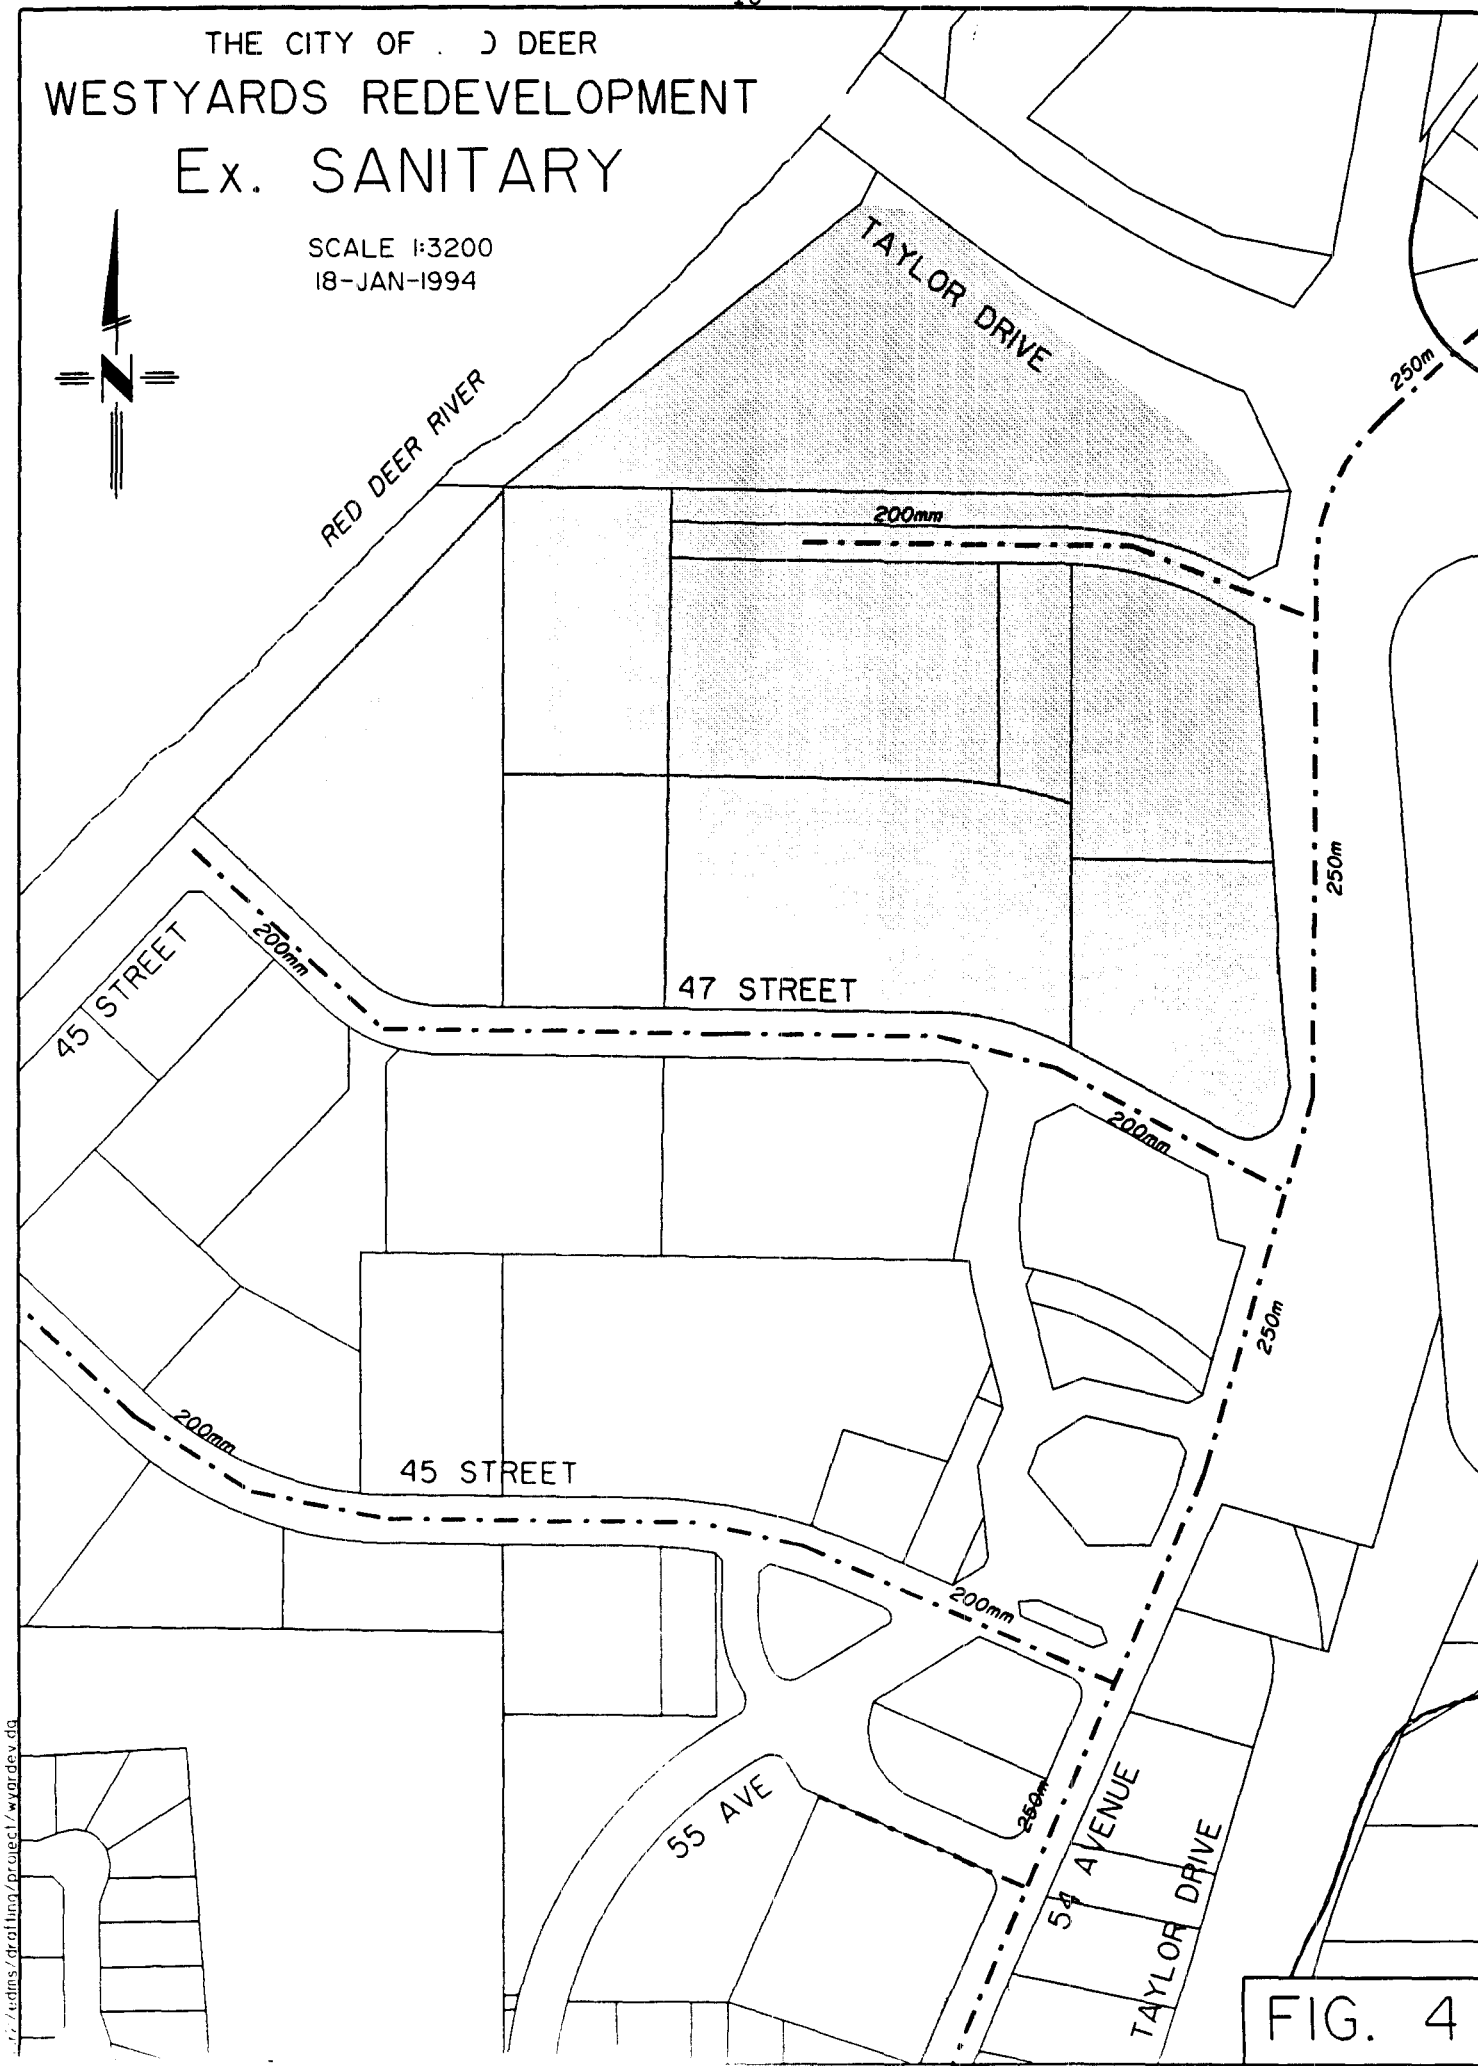 THE CITY OF DEER
WESTYARDS REDEVELOPMENT
Ex. SANITARY
SCALE 1:3200
18-JAN-1994
N
TAYLOR DRIVE
RED DEER RIVER
250m
200mm
250m
200mm
45 STREET
47 STREET
200mm
250m
200mm
45 STREET
200mm
250m
55 AVE
54 AVENUE
TAYLOR DRIVE
FIG. 4